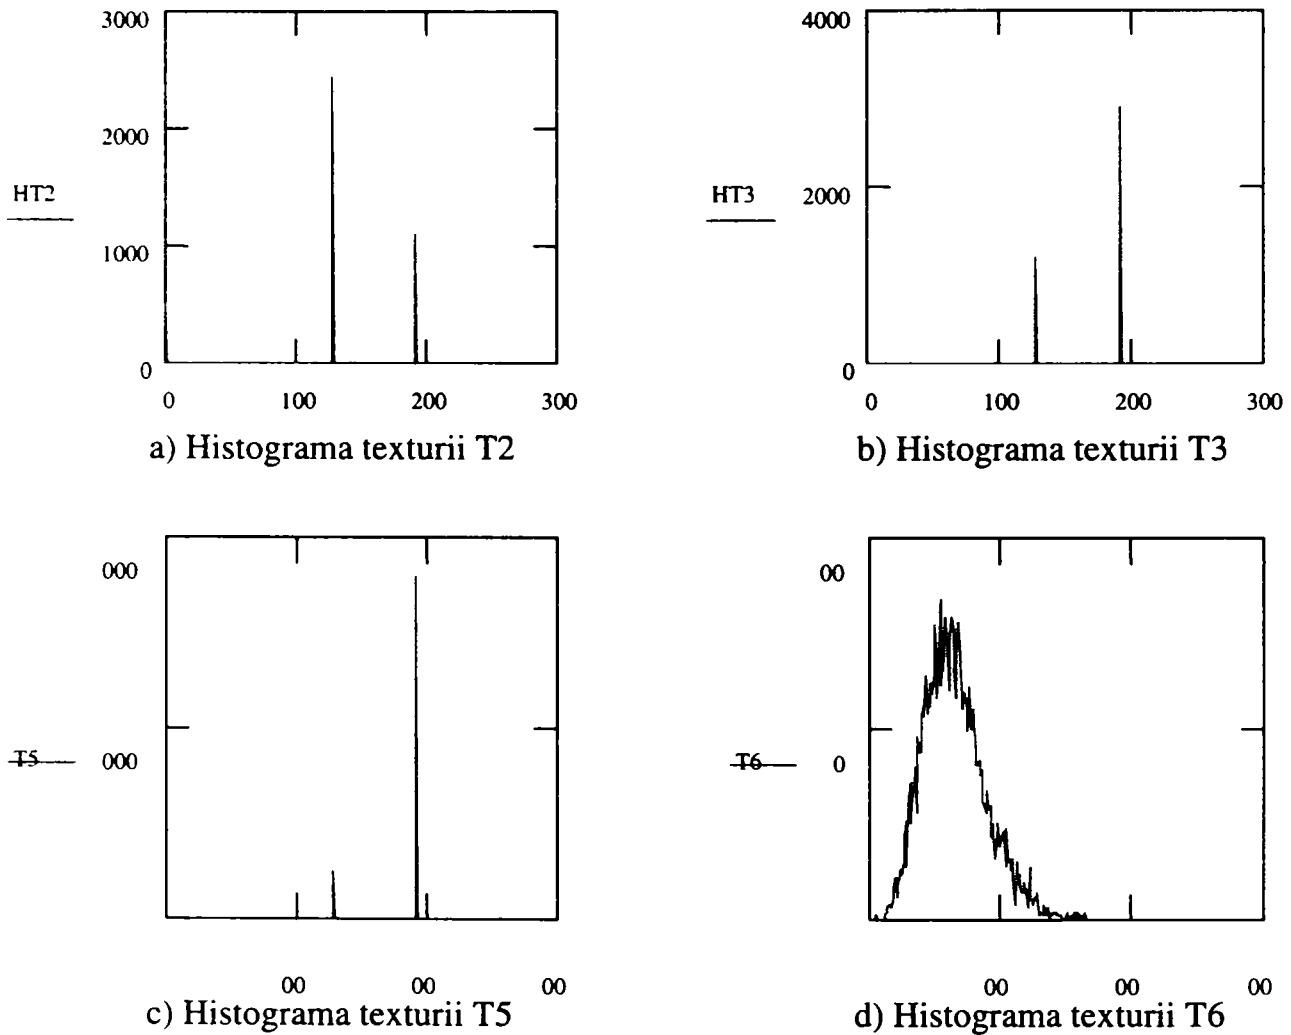 3000
2000
HT2
1000
0
0 100 200 300
a) Histograma texturii T2
4000
HT3
2000
0
0 100 200 300
b) Histograma texturii T3
000
T5
000
00 00 00
c) Histograma texturii T5
00
T6
0
00 00 00
d) Histograma texturii T6